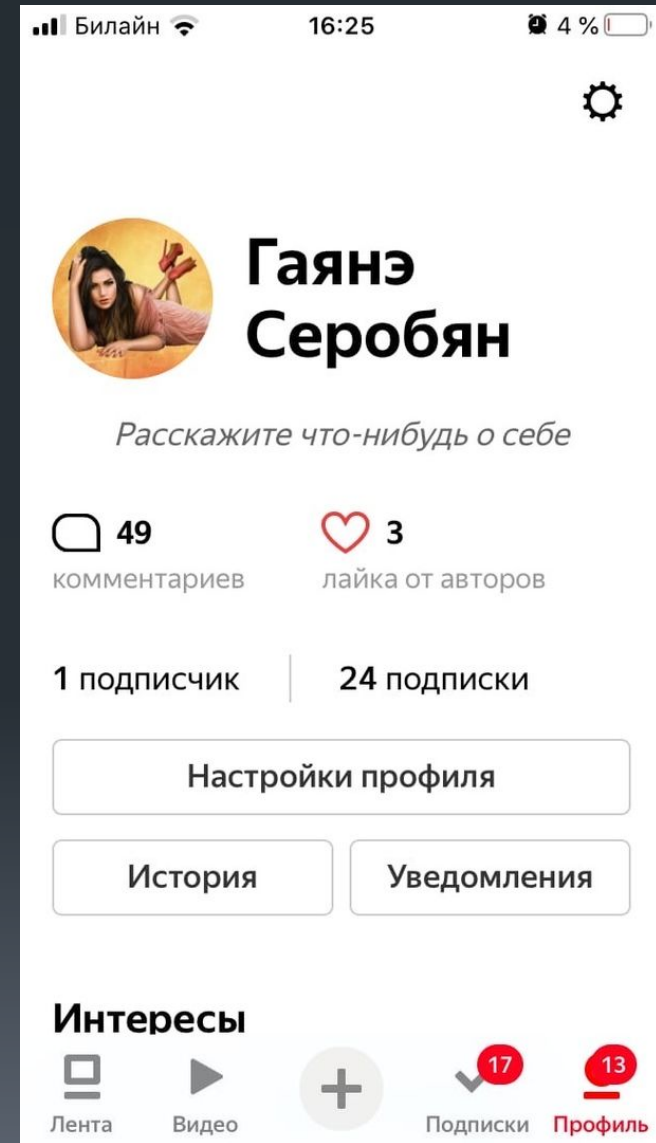 Билайн 16:25 4 %
Гаянэ
Серобян
Расскажите что-нибудь о себе
49 3
комментариев лайка от авторов
1 подписчик 24 подписки
Настройки профиля
История Уведомления
Интересы
17 13
Лента Видео Подписки Профиль